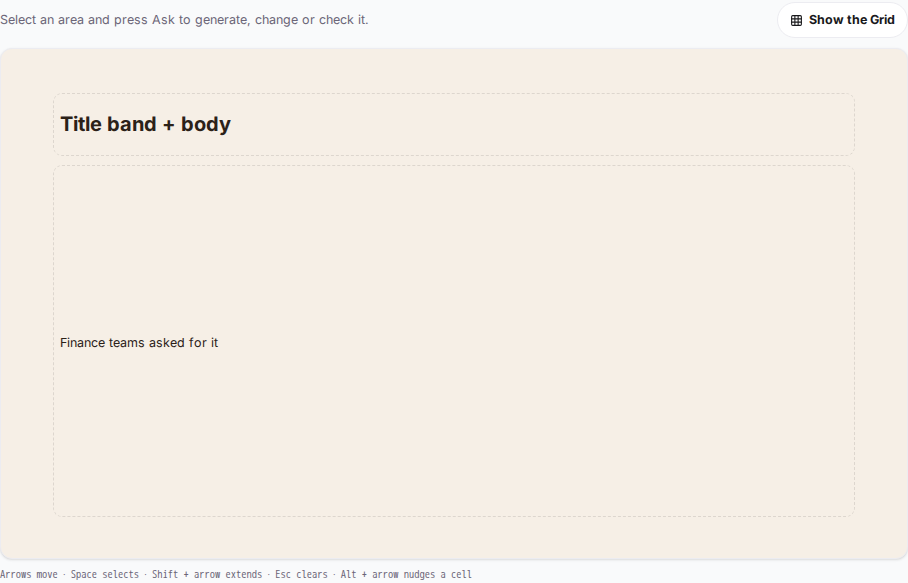 Select an area and press Ask to generate, change or check it.
Show the Grid
Title band + body
Finance teams asked for it
Arrows move · Space selects · Shift + arrow extends · Esc clears · Alt + arrow nudges a cell